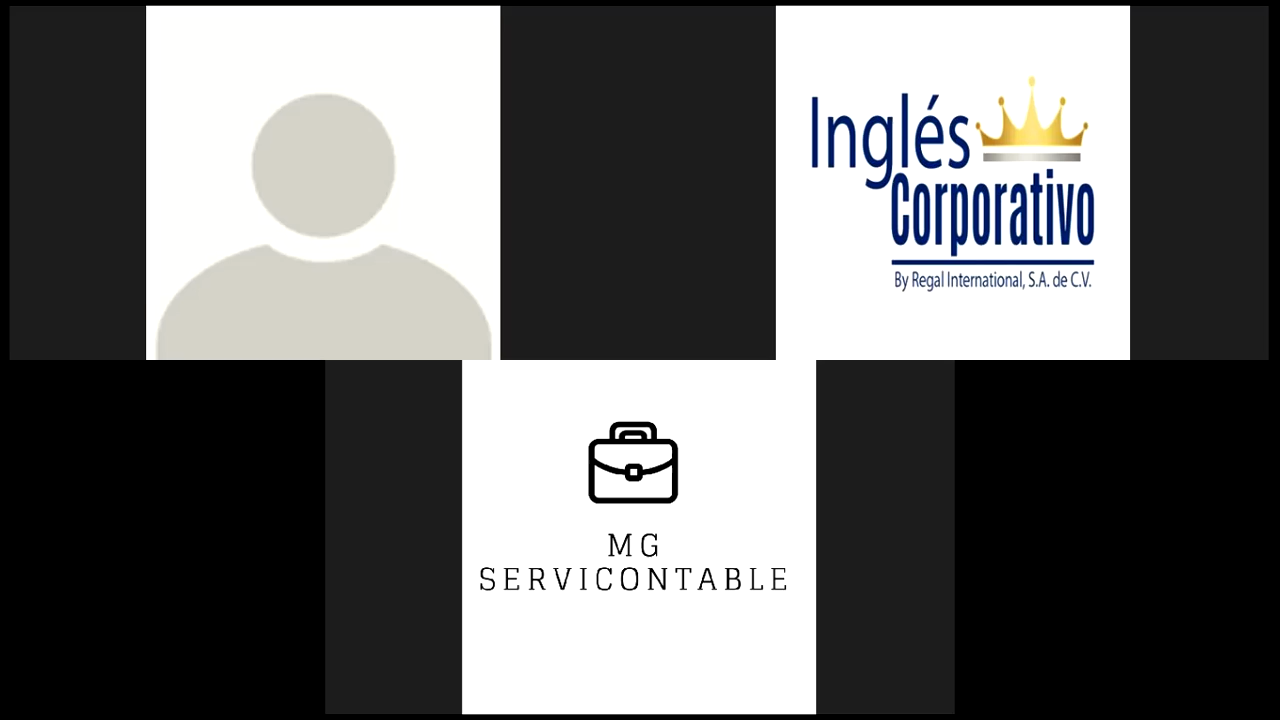 Inglés
Corporativo
By Regal International, S.A. de C.V.
MG
SERVICONTABLE